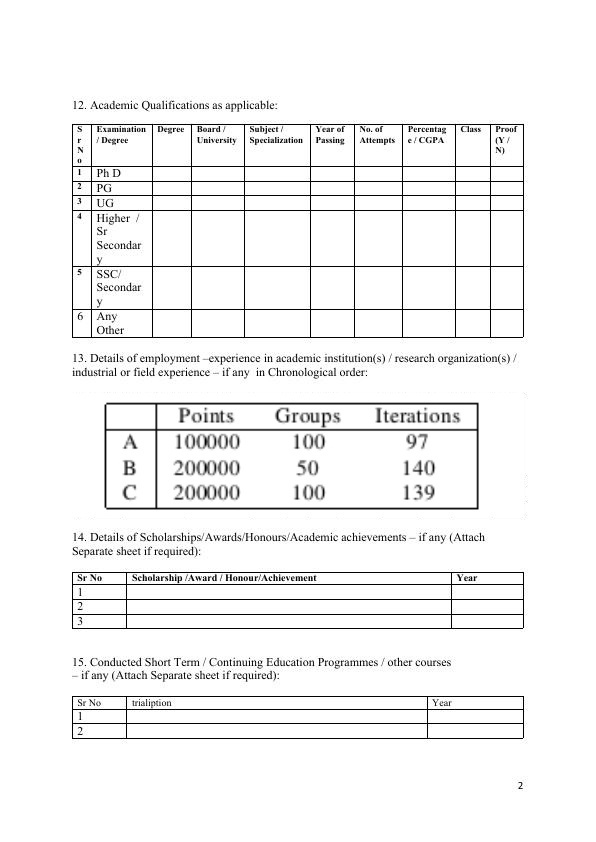 12. Academic Qualifications as applicable:
Sr No Examination / Degree Degree Board / University Subject / Specialization Year of Passing No. of Attempts Percentage / CGPA Class Proof (Y / N)
1 Ph D
2 PG
3 UG
4 Higher / Sr Secondary
5 SSC/ Secondary
6 Any Other
13. Details of employment –experience in academic institution(s) / research organization(s) /
industrial or field experience – if any in Chronological order:
Points Groups Iterations
A 100000 100 97
B 200000 50 140
C 200000 100 139
14. Details of Scholarships/Awards/Honours/Academic achievements – if any (Attach
Separate sheet if required):
Sr No Scholarship /Award / Honour/Achievement Year
1
2
3
15. Conducted Short Term / Continuing Education Programmes / other courses
– if any (Attach Separate sheet if required):
Sr No trialiption Year
1
2
2